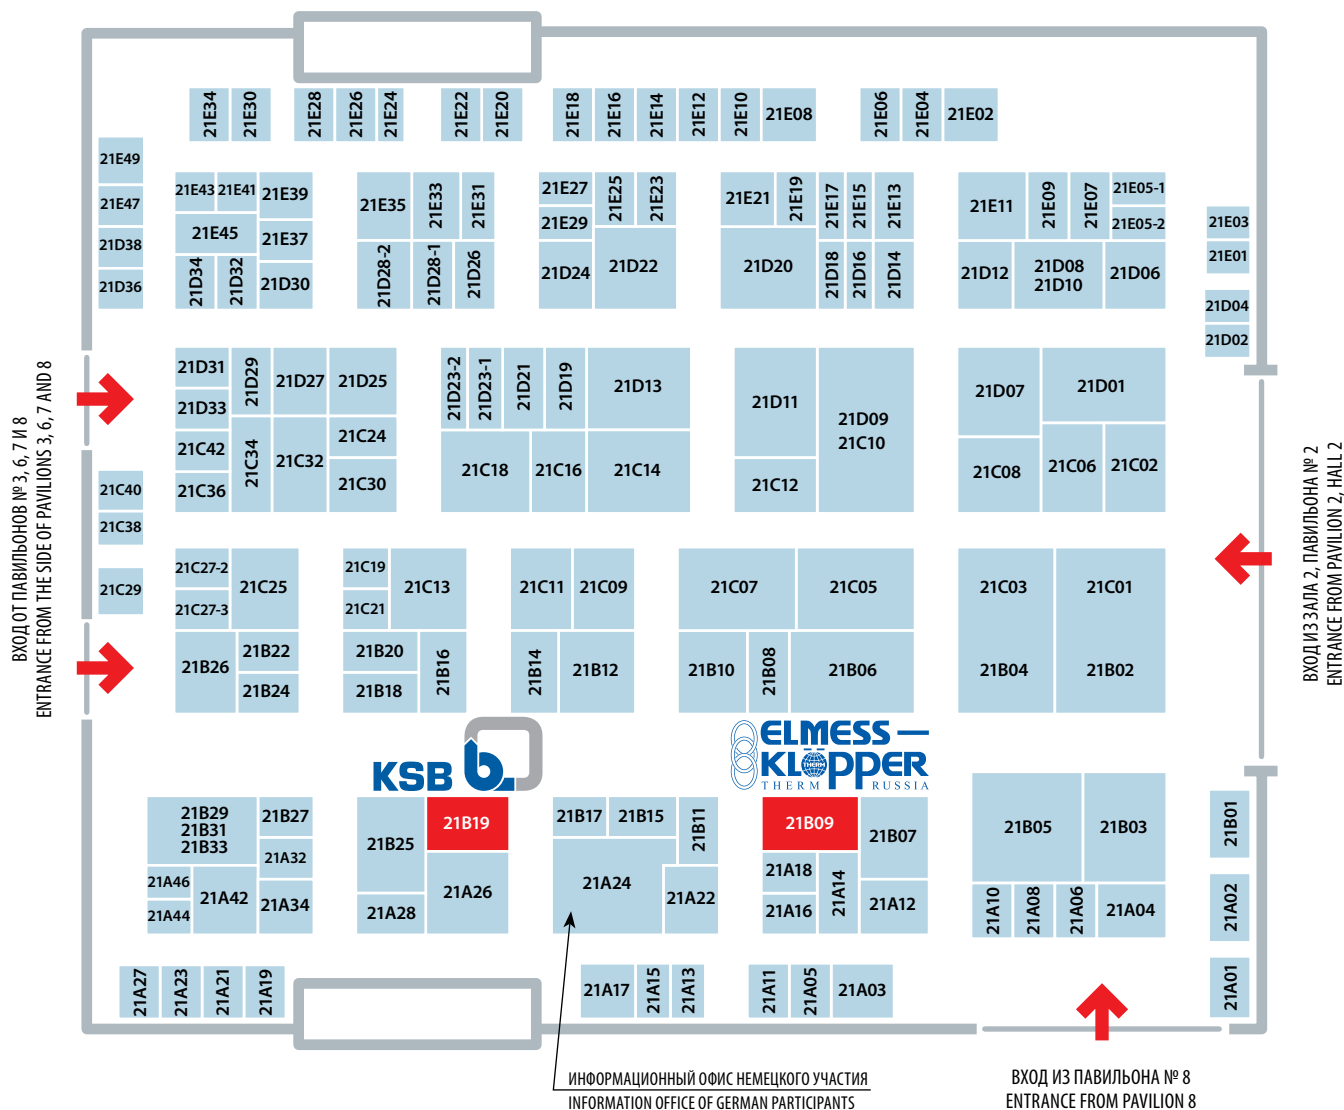 21E34
21E30
21E28
21E26
21E24
21E22
21E20
21E18
21E16
21E14
21E12
21E10
21E08
21E06
21E04
21E02
21E49
21E47
21D38
21D36
21E43
21E41
21E39
21E45
21E37
21D34
21D32
21D30
21E35
21E33
21E31
21D28-2
21D28-1
21D26
21E27
21E25
21E23
21E29
21D24
21D22
21E21
21E19
21E17
21E15
21E13
21D20
21D18
21D16
21D14
21E11
21E09
21E07
21E05-1
21E05-2
21D12
21D08
21D10
21D06
21E03
21E01
21D04
21D02
21D31
21D29
21D27
21D25
21D33
21C42
21C34
21C32
21C24
21C36
21C30
21D23-2
21D23-1
21D21
21D19
21D13
21C18
21C16
21C14
21D11
21D09
21C10
21C12
21D07
21D01
21C08
21C06
21C02
21C40
21C38
21C29
ВХОД ОТ ПАВИЛЬОНОВ № 3, 6, 7 И 8
ENTRANCE FROM THE SIDE OF PAVILIONS 3, 6, 7 AND 8
ВХОД ИЗ ЗАЛА 2, ПАВИЛЬОНА № 2
ENTRANCE FROM PAVILION 2, HALL 2
21C27-2
21C25
21C27-3
21B26
21B22
21B24
21C19
21C13
21C21
21B20
21B16
21B18
21C11
21C09
21B14
21B12
21C07
21C05
21B10
21B08
21B06
21C03
21C01
21B04
21B02
KSB b.
ELMESS —
KLÖPPER
THERM
THERM RUSSIA
21B29
21B31
21B33
21B27
21A32
21A46
21A44
21A42
21A34
21B25
21B19
21A28
21A26
21B17
21B15
21B11
21A24
21A22
21B09
21B07
21A18
21A14
21A16
21A12
21B05
21B03
21A10
21A08
21A06
21A04
21B01
21A02
21A01
21A27
21A23
21A21
21A19
21A17
21A15
21A13
21A11
21A05
21A03
ИНФОРМАЦИОННЫЙ ОФИС НЕМЕЦКОГО УЧАСТИЯ
INFORMATION OFFICE OF GERMAN PARTICIPANTS
ВХОД ИЗ ПАВИЛЬОНА № 8
ENTRANCE FROM PAVILION 8